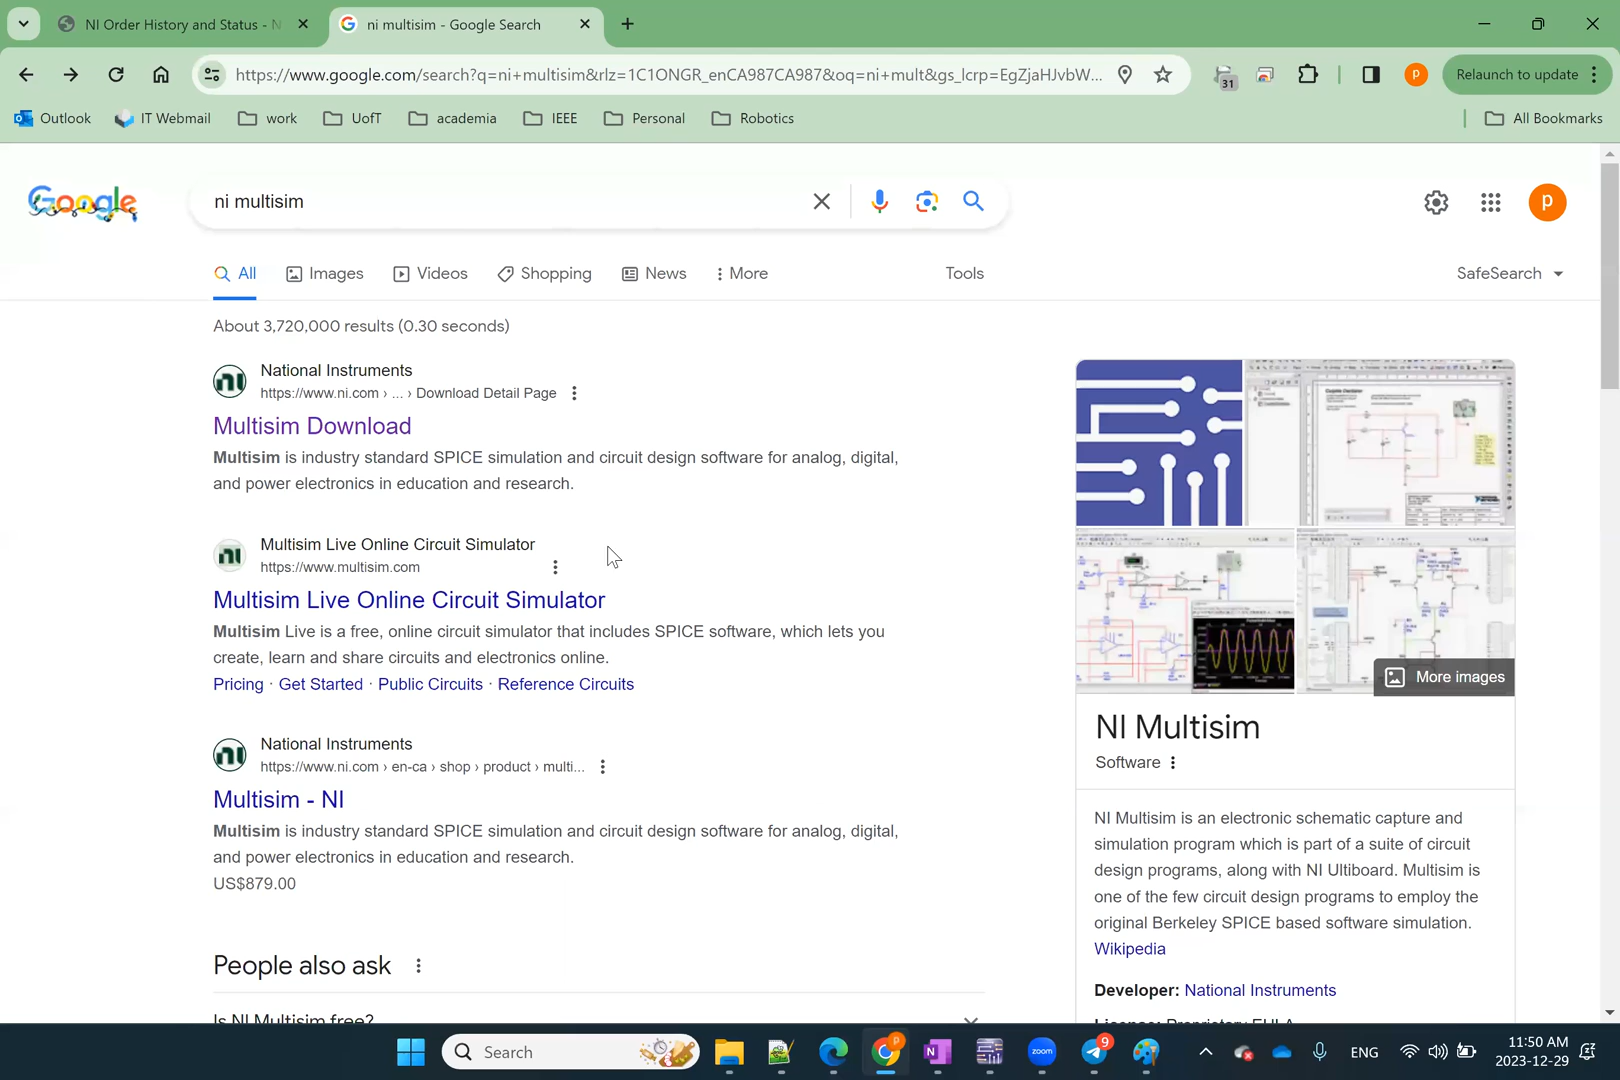 NI Order History and Status - N
ni multisim - Google Search
https://www.google.com/search?q=ni+multisim&rlz=1C1ONGR_enCA987CA987&oq=ni+mult&gs_lcrp=EgZjaHJvbW...
31
P
Relaunch to update
Outlook
IT Webmail
work
UofT
academia
IEEE
Personal
Robotics
All Bookmarks
Google
ni multisim
P
All
Images
Videos
Shopping
News
More
Tools
SafeSearch
About 3,720,000 results (0.30 seconds)
National Instruments
https://www.ni.com › ... › Download Detail Page
Multisim Download
Multisim is industry standard SPICE simulation and circuit design software for analog, digital,
and power electronics in education and research.
Multisim Live Online Circuit Simulator
https://www.multisim.com
Multisim Live Online Circuit Simulator
Multisim Live is a free, online circuit simulator that includes SPICE software, which lets you
create, learn and share circuits and electronics online.
Pricing · Get Started · Public Circuits · Reference Circuits
National Instruments
https://www.ni.com › en-ca › shop › product › multi...
Multisim - NI
Multisim is industry standard SPICE simulation and circuit design software for analog, digital,
and power electronics in education and research.
US$879.00
People also ask
Is NI Multisim free?
More images
NI Multisim
Software
NI Multisim is an electronic schematic capture and
simulation program which is part of a suite of circuit
design programs, along with NI Ultiboard. Multisim is
one of the few circuit design programs to employ the
original Berkeley SPICE based software simulation.
Wikipedia
Developer: National Instruments
License: Proprietary EULA
Search
zoom
9
ENG
11:50 AM
2023-12-29